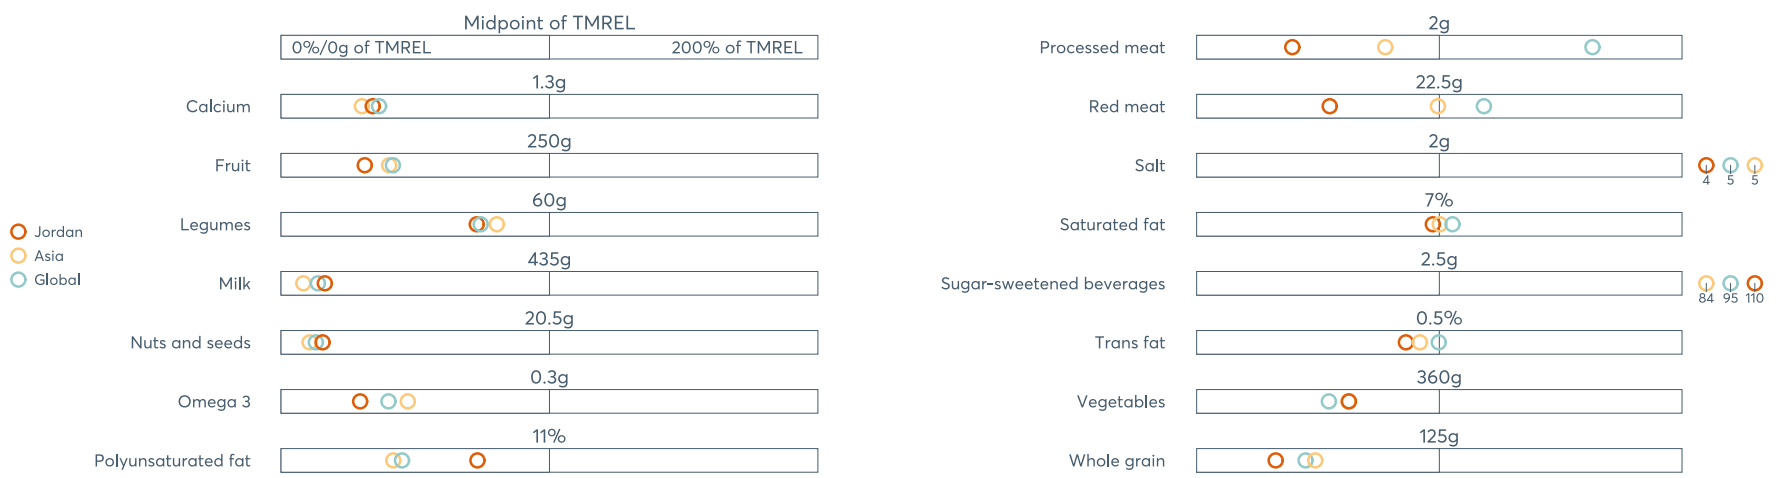 Midpoint of TMREL
0%/0g of TMREL 200% of TMREL
Calcium 1.3g
Fruit 250g
Legumes 60g
Milk 435g
Nuts and seeds 20.5g
Omega 3 0.3g
Polyunsaturated fat 11%
Jordan
Asia
Global
Processed meat 2g
Red meat 22.5g
Salt 2g
4 5 5
Saturated fat 7%
Sugar-sweetened beverages 2.5g
84 95 110
Trans fat 0.5%
Vegetables 360g
Whole grain 125g